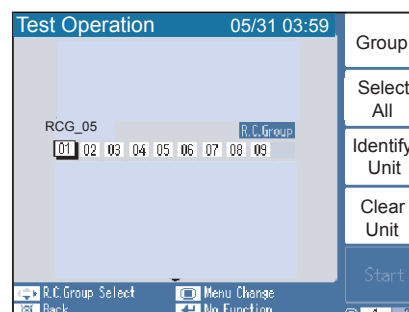 Test Operation 05/31 03:59
Group
Select
All
RCG_05
R.C.Group
Identify
Unit
01 02 03 04 05 06 07 08 09
Clear
Unit
Start
R.C.Group Select Menu Change
Back No Function